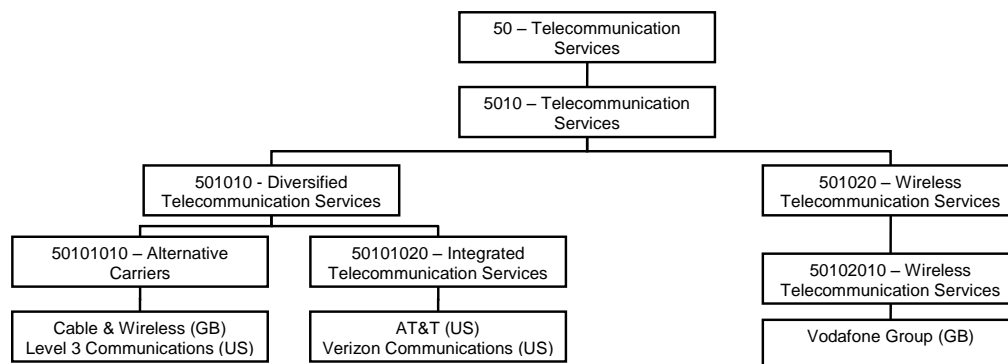 50 – Telecommunication
Services
5010 – Telecommunication
Services
501010 - Diversified
Telecommunication Services
501020 – Wireless
Telecommunication Services
50101010 – Alternative
Carriers
50101020 – Integrated
Telecommunication Services
50102010 – Wireless
Telecommunication Services
Cable & Wireless (GB)
Level 3 Communications (US)
AT&T (US)
Verizon Communications (US)
Vodafone Group (GB)